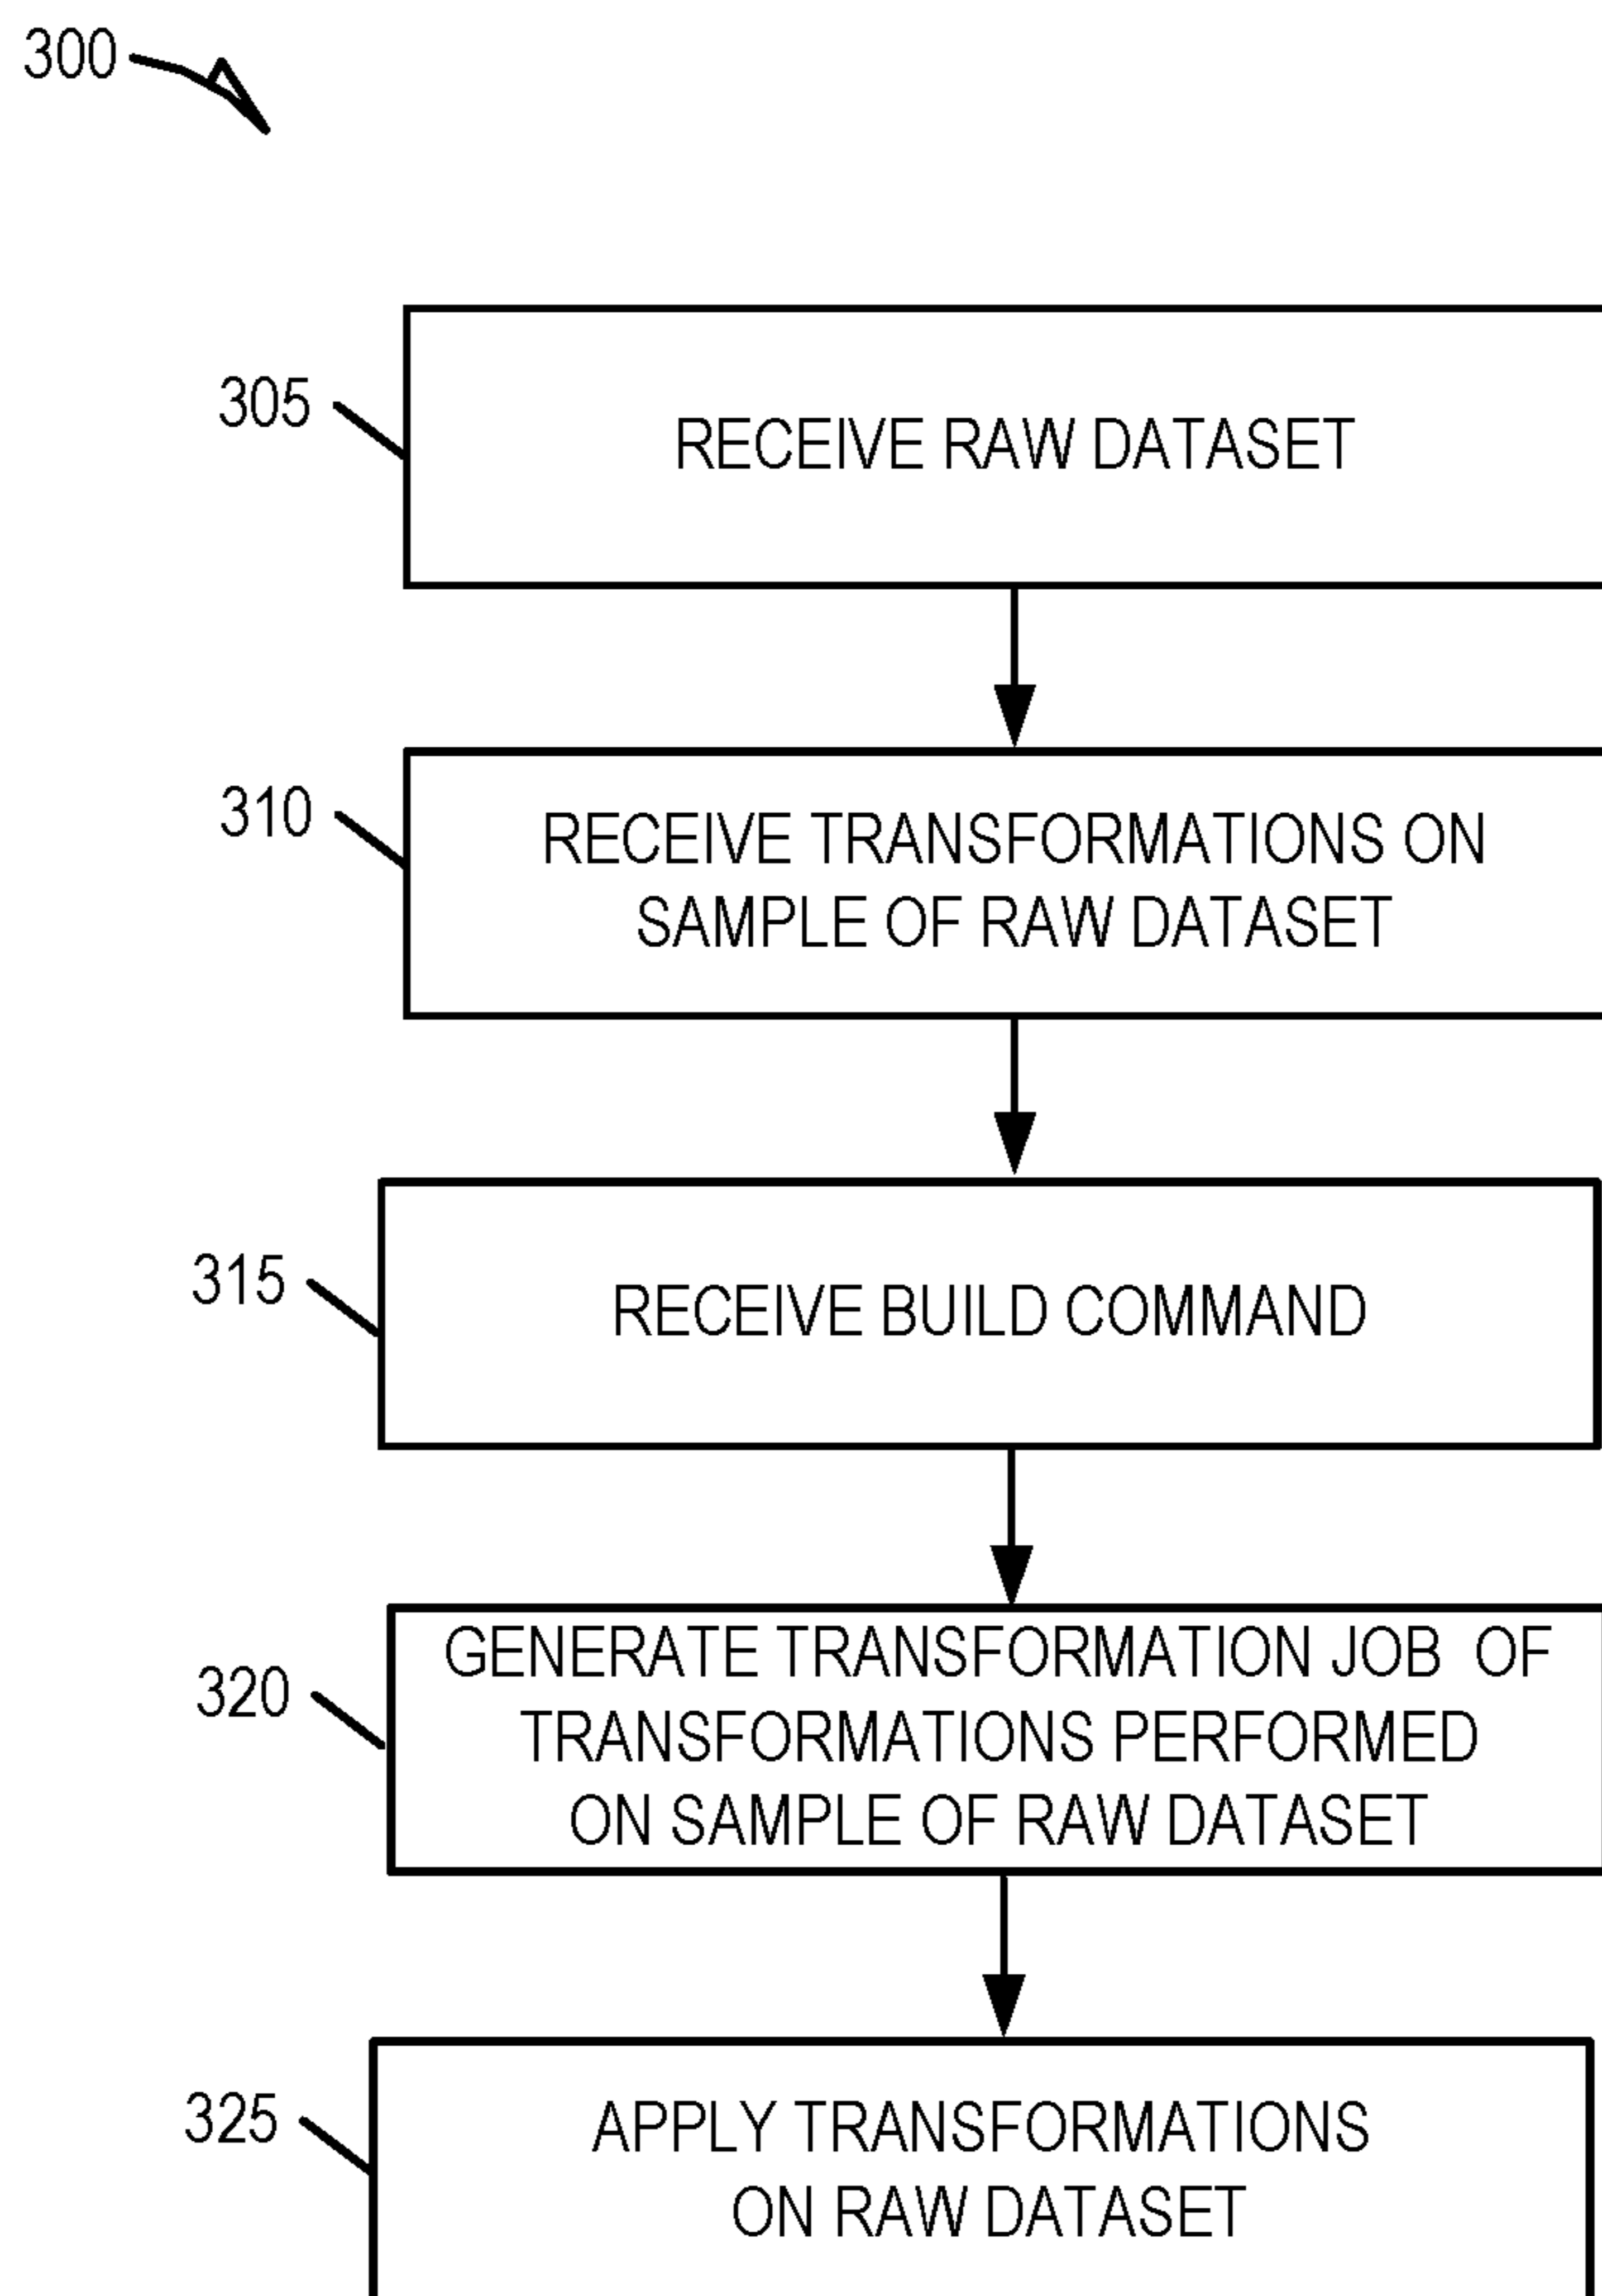 300
305
RECEIVE RAW DATASET
310
RECEIVE TRANSFORMATIONS ON
SAMPLE OF RAW DATASET
315
RECEIVE BUILD COMMAND
320
GENERATE TRANSFORMATION JOB OF
TRANSFORMATIONS PERFORMED
ON SAMPLE OF RAW DATASET
325
APPLY TRANSFORMATIONS
ON RAW DATASET